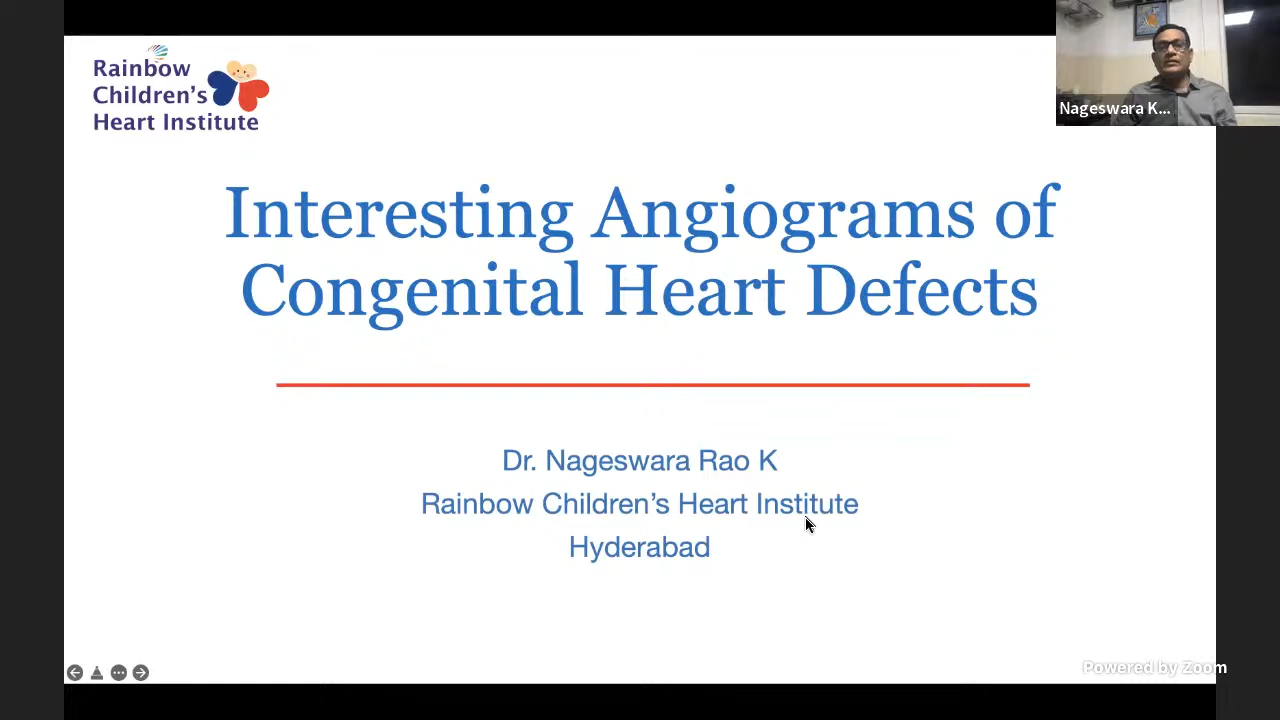 Rainbow
Children's
Heart Institute
Nageswara K...
Interesting Angiograms of
Congenital Heart Defects
Dr. Nageswara Rao K
Rainbow Children’s Heart Institute
Hyderabad
Powered by Zoom